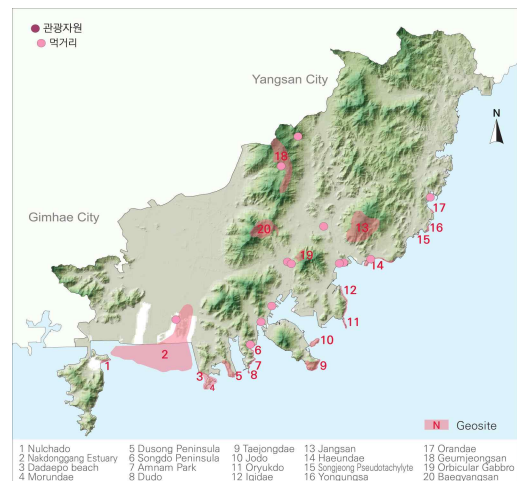 관광자원
먹거리
Yangsan City
N
18
Gimhae City
17
20
13
16
15
19
14
12
11
10
6
1
2
7
9
3
5
8
4
N Geosite
1 Nulchado 5 Dusong Peninsula 9 Taejongdae 13 Jangsan 17 Orandae
2 Nakdonggang Estuary 6 Songdo Peninsula 10 Jodo 14 Haeundae 18 Geumjeongsan
3 Dadaepo beach 7 Amnam Park 11 Oryukdo 15 Songjeong Pseudotachylyte 19 Orbicular Gabbro
4 Morundae 8 Dudo 12 Igidae 16 Yongungsa 20 Baegyangsan